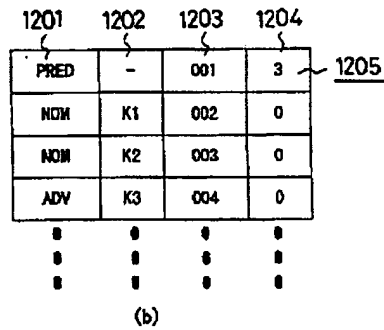 1201 1202 1203 1204
PRED - 001 3 1205
NOM K1 002 0
NOM K2 003 0
ADV K3 004 0
(b)